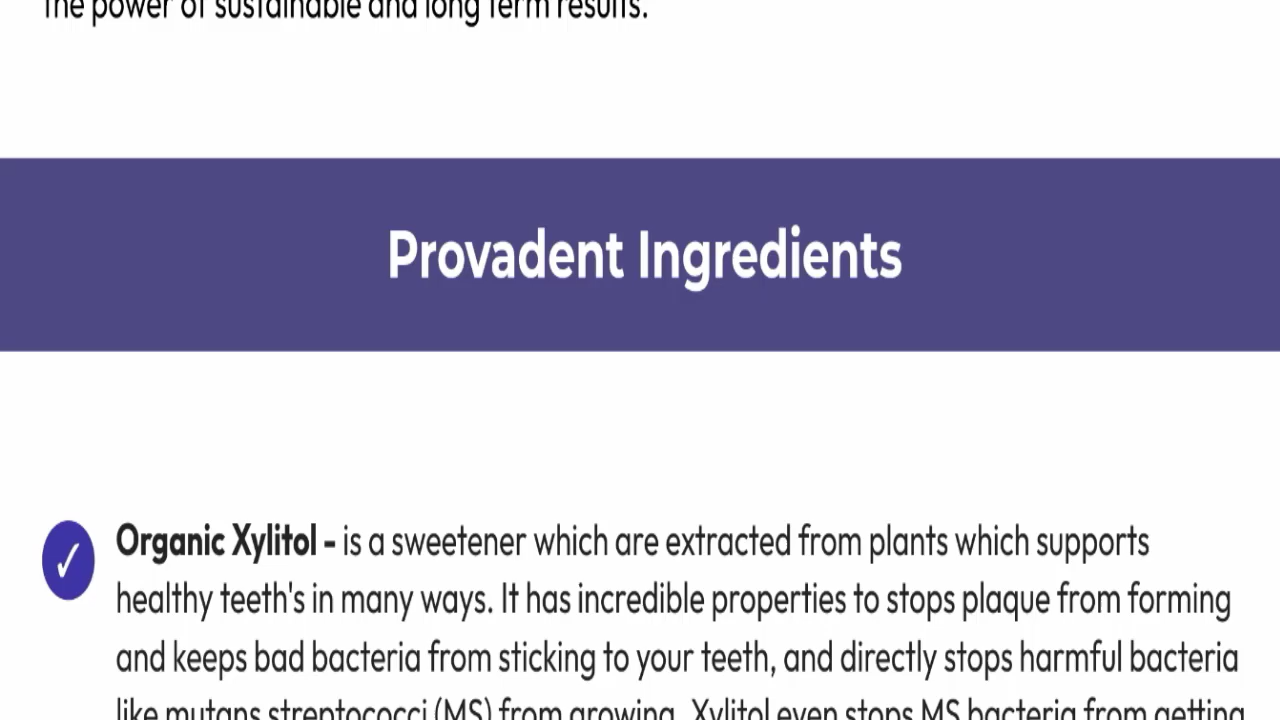 the power of sustainable and long term results.
Provadent Ingredients
✓ Organic Xylitol - is a sweetener which are extracted from plants which supports
healthy teeth's in many ways. It has incredible properties to stops plaque from forming
and keeps bad bacteria from sticking to your teeth, and directly stops harmful bacteria
like mutans streptococci (MS) from growing. Xylitol even stops MS bacteria from getting